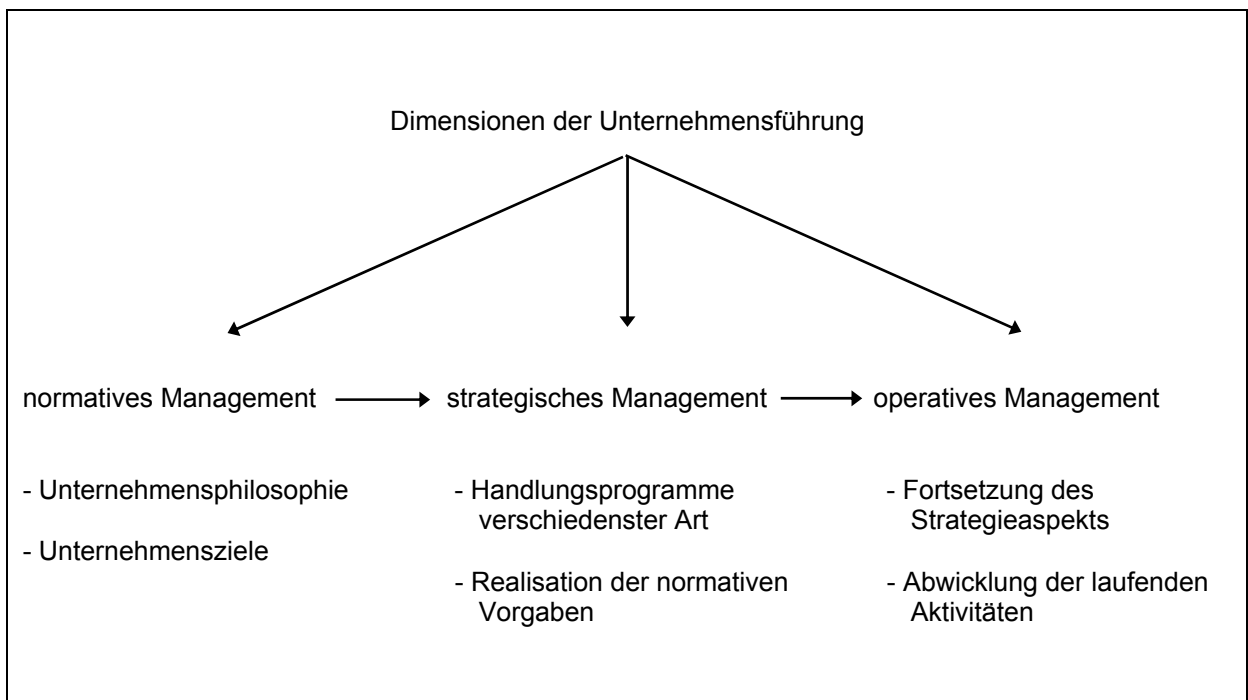 Dimensionen der Unternehmensführung
normatives Management
strategisches Management
operatives Management
- Unternehmensphilosophie
- Unternehmensziele
- Handlungsprogramme
verschiedenster Art
- Realisation der normativen
Vorgaben
- Fortsetzung des
Strategieaspekts
- Abwicklung der laufenden
Aktivitäten